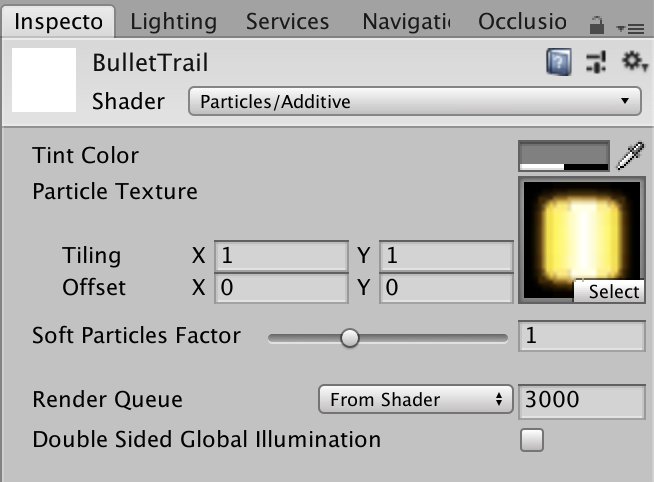 Inspecto Lighting Services Navigati Occlusio
BulletTrail
Shader Particles/Additive
Tint Color
Particle Texture
Tiling X 1 Y 1
Offset X 0 Y 0
Select
Soft Particles Factor 1
Render Queue From Shader 3000
Double Sided Global Illumination